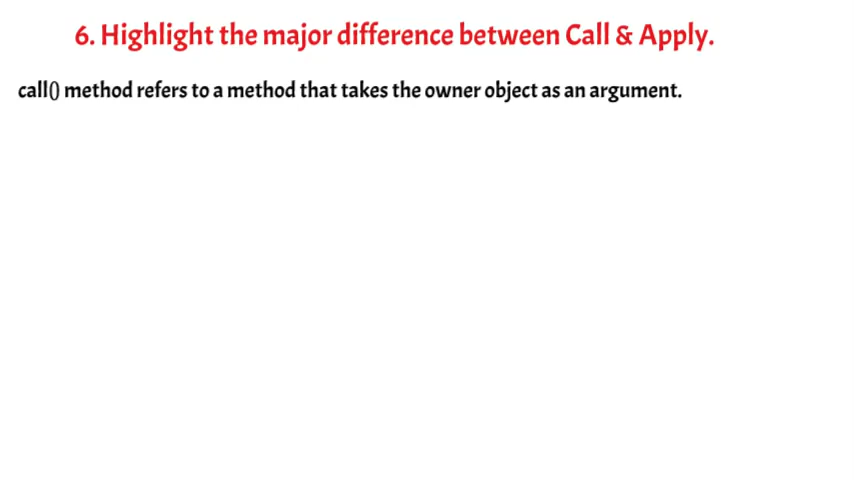 6. Highlight the major difference between Call & Apply.
call() method refers to a method that takes the owner object as an argument.